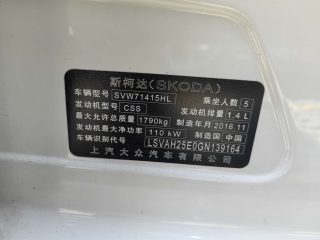 斯柯达(SKODA)
车辆型号 SVW71415HL 乘坐人数 5
发动机型号 CSS 发动机排量 1.4 L
最大允许总质量 1790kg 制造年月 2016.11
发动机最大净功率 110 kW 制造国 中国
车辆识别代号 LSVAH25E0GN139164
上汽大众汽车有限公司